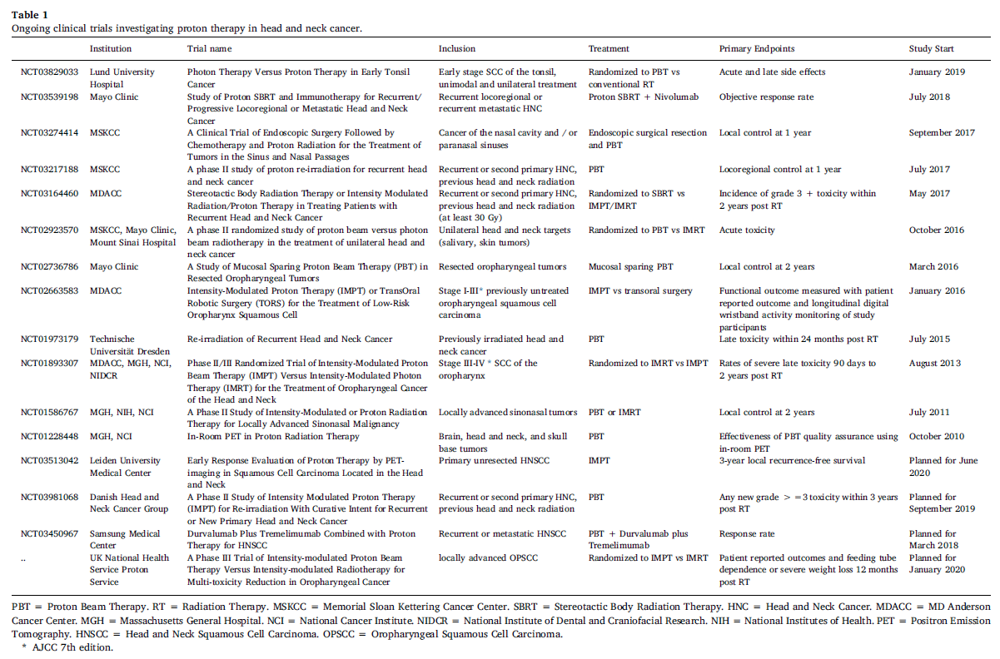 Table 1
Ongoing clinical trials investigating proton therapy in head and neck cancer.
Institution Trial name Inclusion Treatment Primary Endpoints Study Start
NCT03829033 Lund University Photon Therapy Versus Proton Therapy in Early Tonsil Early stage SCC of the tonsil, Randomized to PBT vs Acute and late side effects January 2019
Hospital Cancer unimodal and unilateral treatment conventional RT
NCT03539198 Mayo Clinic Study of Proton SBRT and Immunotherapy for Recurrent/ Recurrent locoregional or Proton SBRT + Nivolumab Objective response rate July 2018
Progressive Locoregional or Metastatic Head and Neck recurrent metastatic HNC
Cancer
NCT03274414 MSKCC A Clinical Trial of Endoscopic Surgery Followed by Cancer of the nasal cavity and / or Endoscopic surgical resection Local control at 1 year September 2017
Chemotherapy and Proton Radiation for the Treatment of paranasal sinuses and PBT
Tumors in the Sinus and Nasal Passages
NCT03217188 MSKCC A phase II study of proton re-irradiation for recurrent head Recurrent or second primary HNC, PBT Locoregional control at 1 year July 2017
and neck cancer previous head and neck radiation
NCT03164460 MDACC Stereotactic Body Radiation Therapy or Intensity Modulated Recurrent or second primary HNC, Randomized to SBRT vs Incidence of grade 3 + toxicity within May 2017
Radiation/Proton Therapy in Treating Patients with previous head and neck radiation IMPT/IMRT 2 years post RT
Recurrent Head and Neck Cancer (at least 30 Gy)
NCT02923570 MSKCC, Mayo Clinic, A phase II randomized study of proton beam versus photon Unilateral head and neck targets Randomized to PBT vs IMRT Acute toxicity October 2016
Mount Sinai Hospital beam radiotherapy in the treatment of unilateral head and (salivary, skin tumors)
neck cancer
NCT02736786 Mayo Clinic A Study of Mucosal Sparing Proton Beam Therapy (PBT) in Resected oropharyngeal tumors Mucosal sparing PBT Local control at 2 years March 2016
Resected Oropharyngeal Tumors
NCT02663583 MDACC Intensity-Modulated Proton Therapy (IMPT) or TransOral Stage I-III* previously untreated IMPT vs transoral surgery Functional outcome measured with patient January 2016
Robotic Surgery (TORS) for the Treatment of Low-Risk oropharyngeal squamous cell reported outcome and longitudinal digital
Oropharynx Squamous Cell carcinoma wristband activity monitoring of study
participants
NCT01973179 Technische Re-irradiation of Recurrent Head and Neck Cancer Previously irradiated head and PBT Late toxicity within 24 months post RT July 2015
Universität Dresden neck cancer
NCT01893307 MDACC, MGH, NCI, Phase II/III Randomized Trial of Intensity-Modulated Proton Stage III-IV * SCC of the Randomized to IMRT vs IMPT Rates of severe late toxicity 90 days to August 2013
NIDCR Beam Therapy (IMPT) Versus Intensity-Modulated Photon oropharynx 2 years post RT
Therapy (IMRT) for the Treatment of Oropharyngeal Cancer
of the Head and Neck
NCT01586767 MGH, NIH, NCI A Phase II Study of Intensity-Modulated or Proton Radiation Locally advanced sinonasal tumors PBT or IMRT Local control at 2 years July 2011
Therapy for Locally Advanced Sinonasal Malignancy
NCT01228448 MGH, NCI In-Room PET in Proton Radiation Therapy Brain, head and neck, and skull PBT Effectiveness of PBT quality assurance using October 2010
base tumors in-room PET
NCT03513042 Leiden University Early Response Evaluation of Proton Therapy by PET- Primary unresected HNSCC IMPT 3-year local recurrence-free survival Planned for June
Medical Center imaging in Squamous Cell Carcinoma Located in the Head 2020
and Neck
NCT03981068 Danish Head and A Phase II Study of Intensity Modulated Proton Therapy Recurrent or second primary HNC, PBT Any new grade > =3 toxicity within 3 years Planned for
Neck Cancer Group (IMPT) for Re-irradiation With Curative Intent for Recurrent previous head and neck radiation post RT September 2019
or New Primary Head and Neck Cancer
NCT03450967 Samsung Medical Durvalumab Plus Tremelimumab Combined with Proton Recurrent or metastatic HNSCC PBT + Durvalumab plus Response rate Planned for
Center Therapy for HNSCC Tremelimumab March 2018
.. UK National Health A Phase III Trial of Intensity-modulated Proton Beam locally advanced OPSCC Randomized to IMPT vs IMRT Patient reported outcomes and feeding tube Planned for
Service Proton Therapy Versus Intensity-modulated Radiotherapy for dependence or severe weight loss 12 months January 2020
Service Multi-toxicity Reduction in Oropharyngeal Cancer post RT
PBT = Proton Beam Therapy. RT = Radiation Therapy. MSKCC = Memorial Sloan Kettering Cancer Center. SBRT = Stereotactic Body Radiation Therapy. HNC = Head and Neck Cancer. MDACC = MD Anderson
Cancer Center. MGH = Massachusetts General Hospital. NCI = National Cancer Institute. NIDCR = National Institute of Dental and Craniofacial Research. NIH = National Institutes of Health. PET = Positron Emission
Tomography. HNSCC = Head and Neck Squamous Cell Carcinoma. OPSCC = Oropharyngeal Squamous Cell Carcinoma.
* AJCC 7th edition.